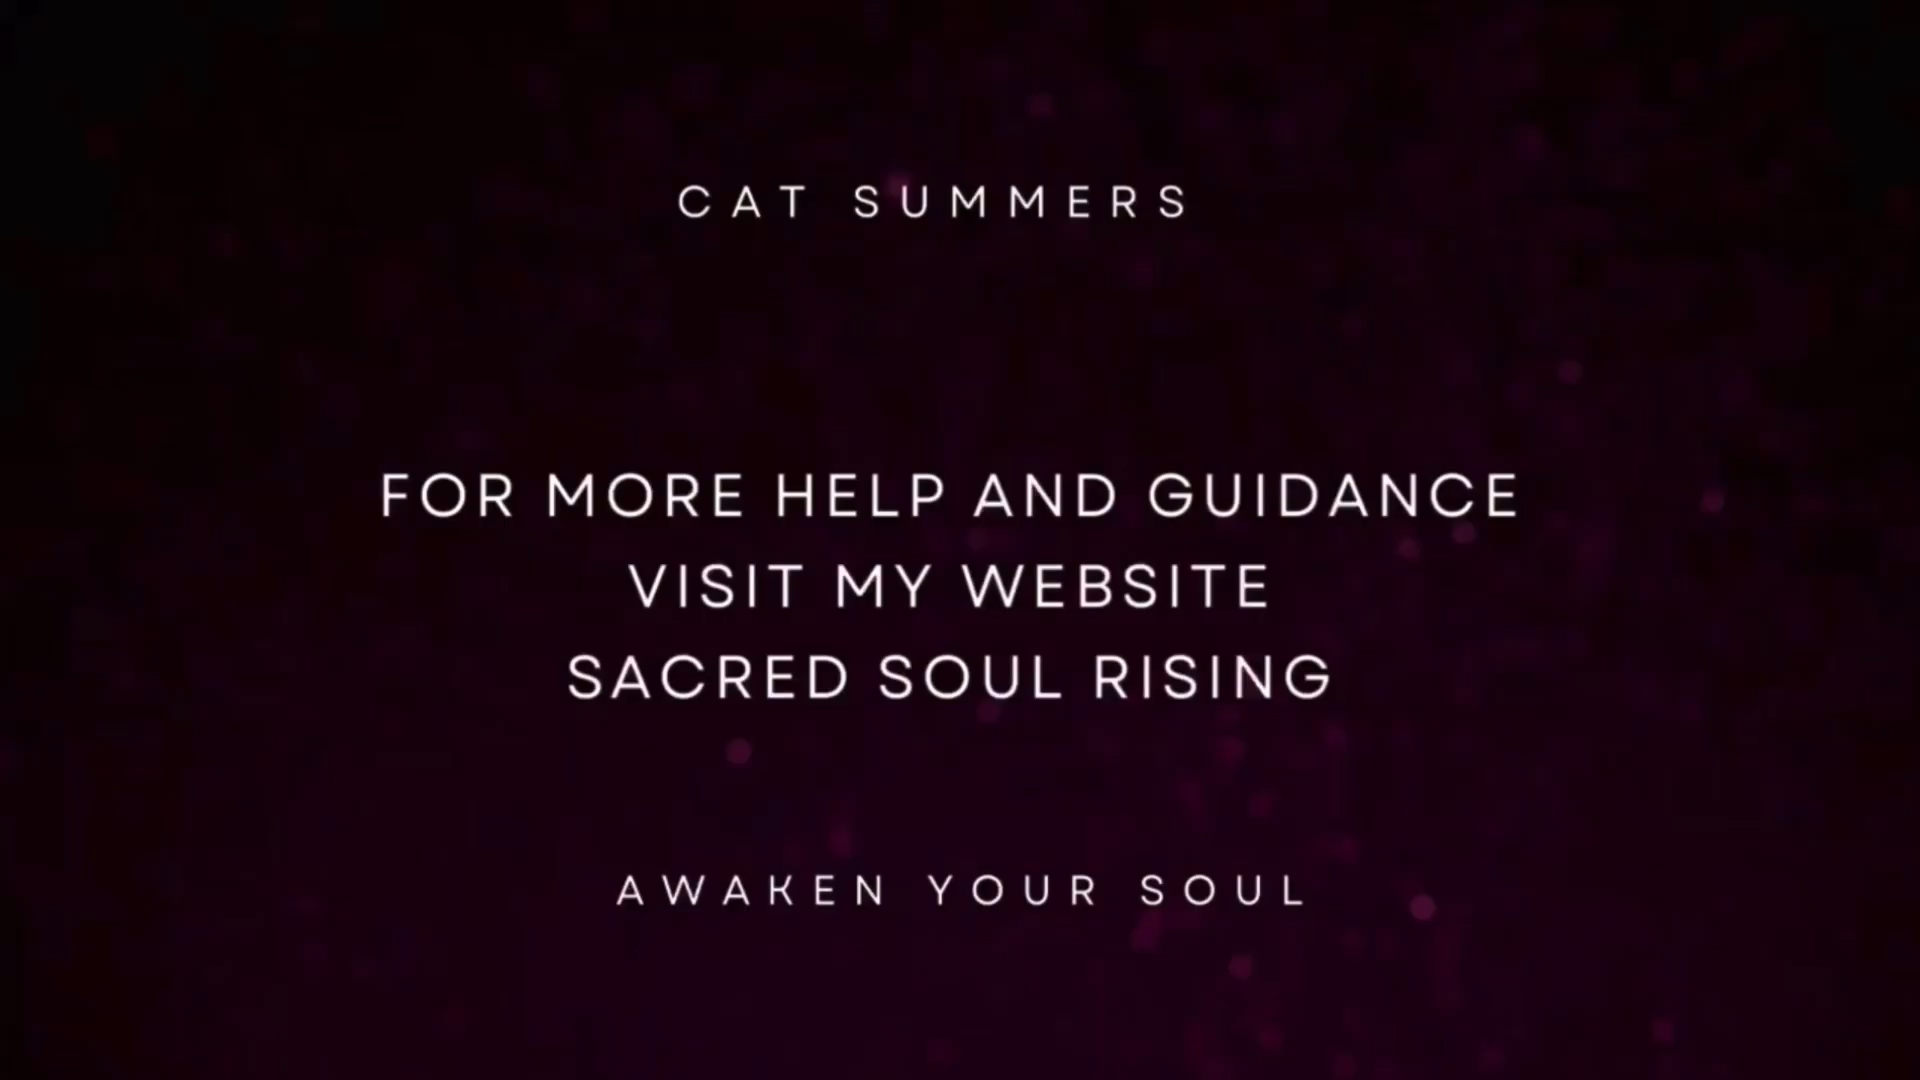 CAT SUMMERS
FOR MORE HELP AND GUIDANCE
VISIT MY WEBSITE
SACRED SOUL RISING
AWAKEN YOUR SOUL